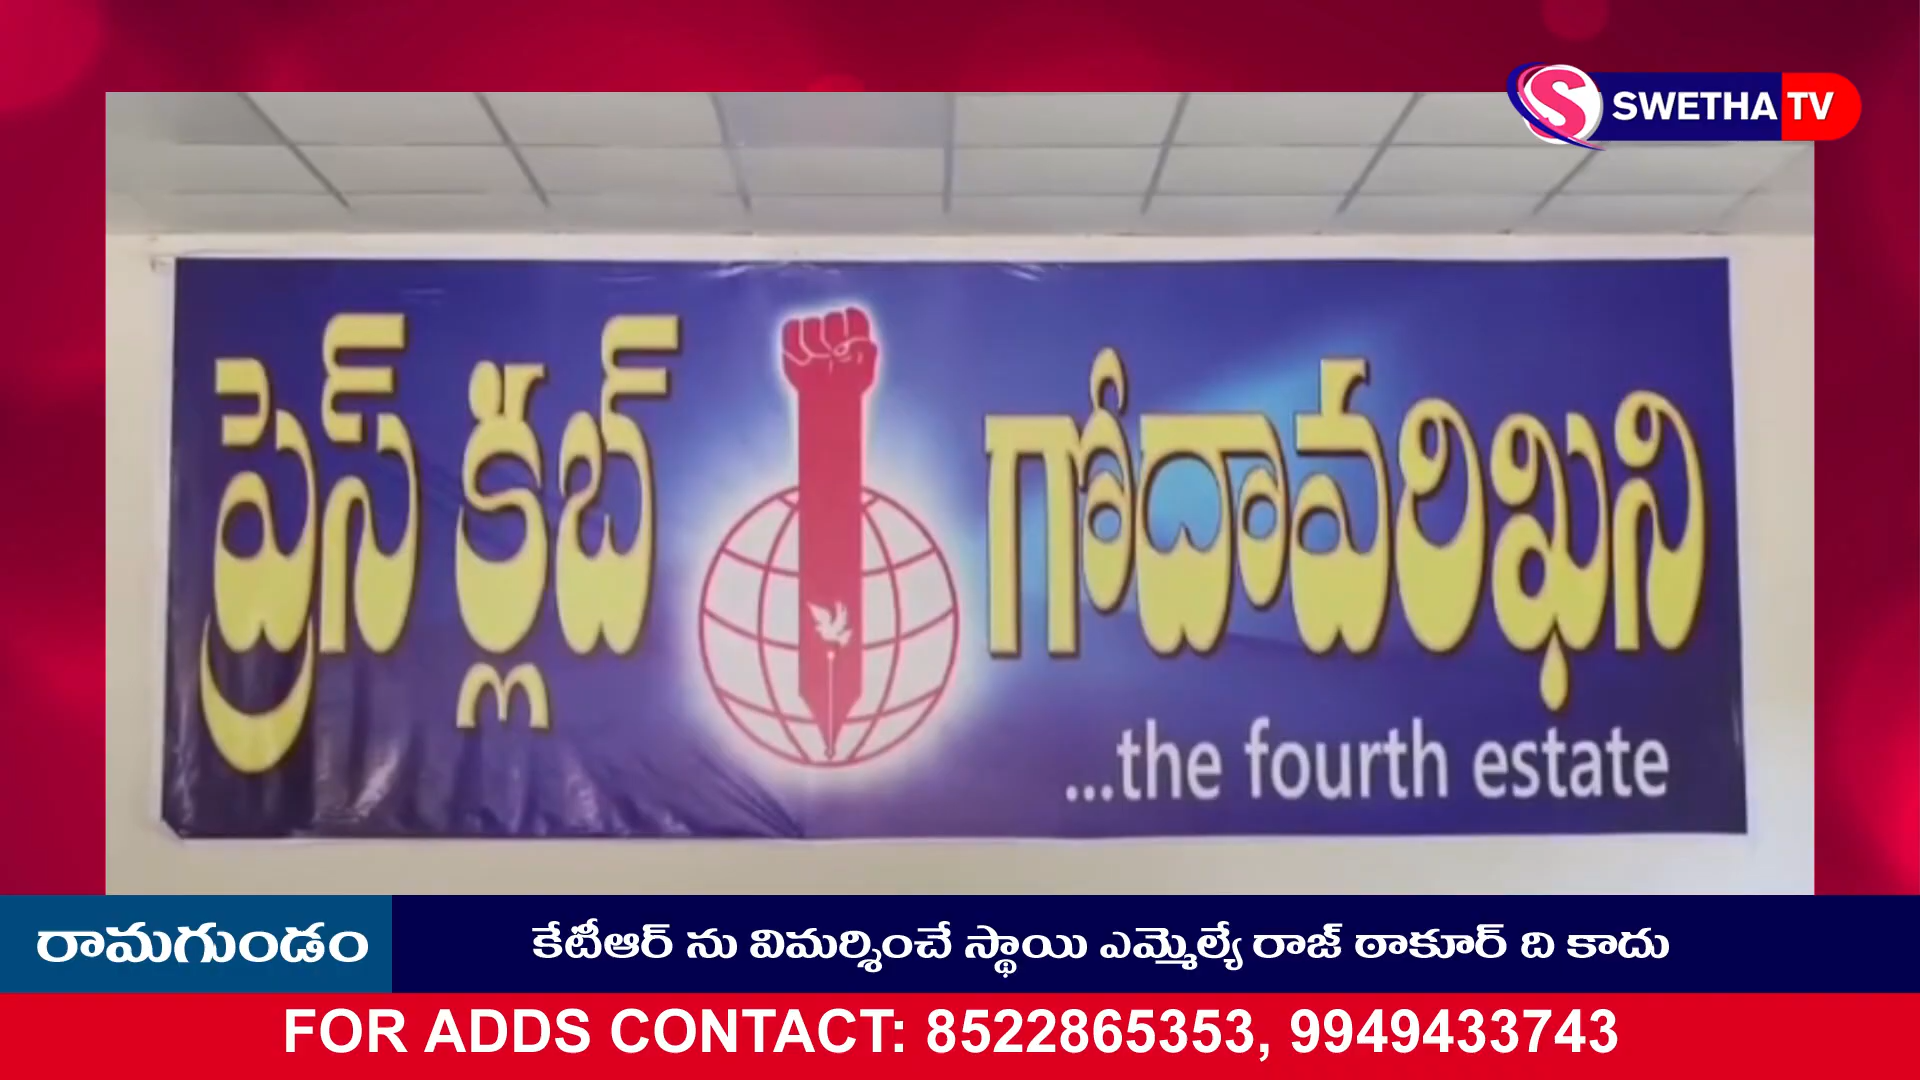 SWETHA TV
ప్రెస్ క్లబ్ గోదావరిఖని
...the fourth estate
రామగుండం
కేటీఆర్ ను విమర్శించే స్థాయి ఎమ్మెల్యే రాజ్ ఠాకూర్ ది కాదు
FOR ADDS CONTACT: 8522865353, 9949433743